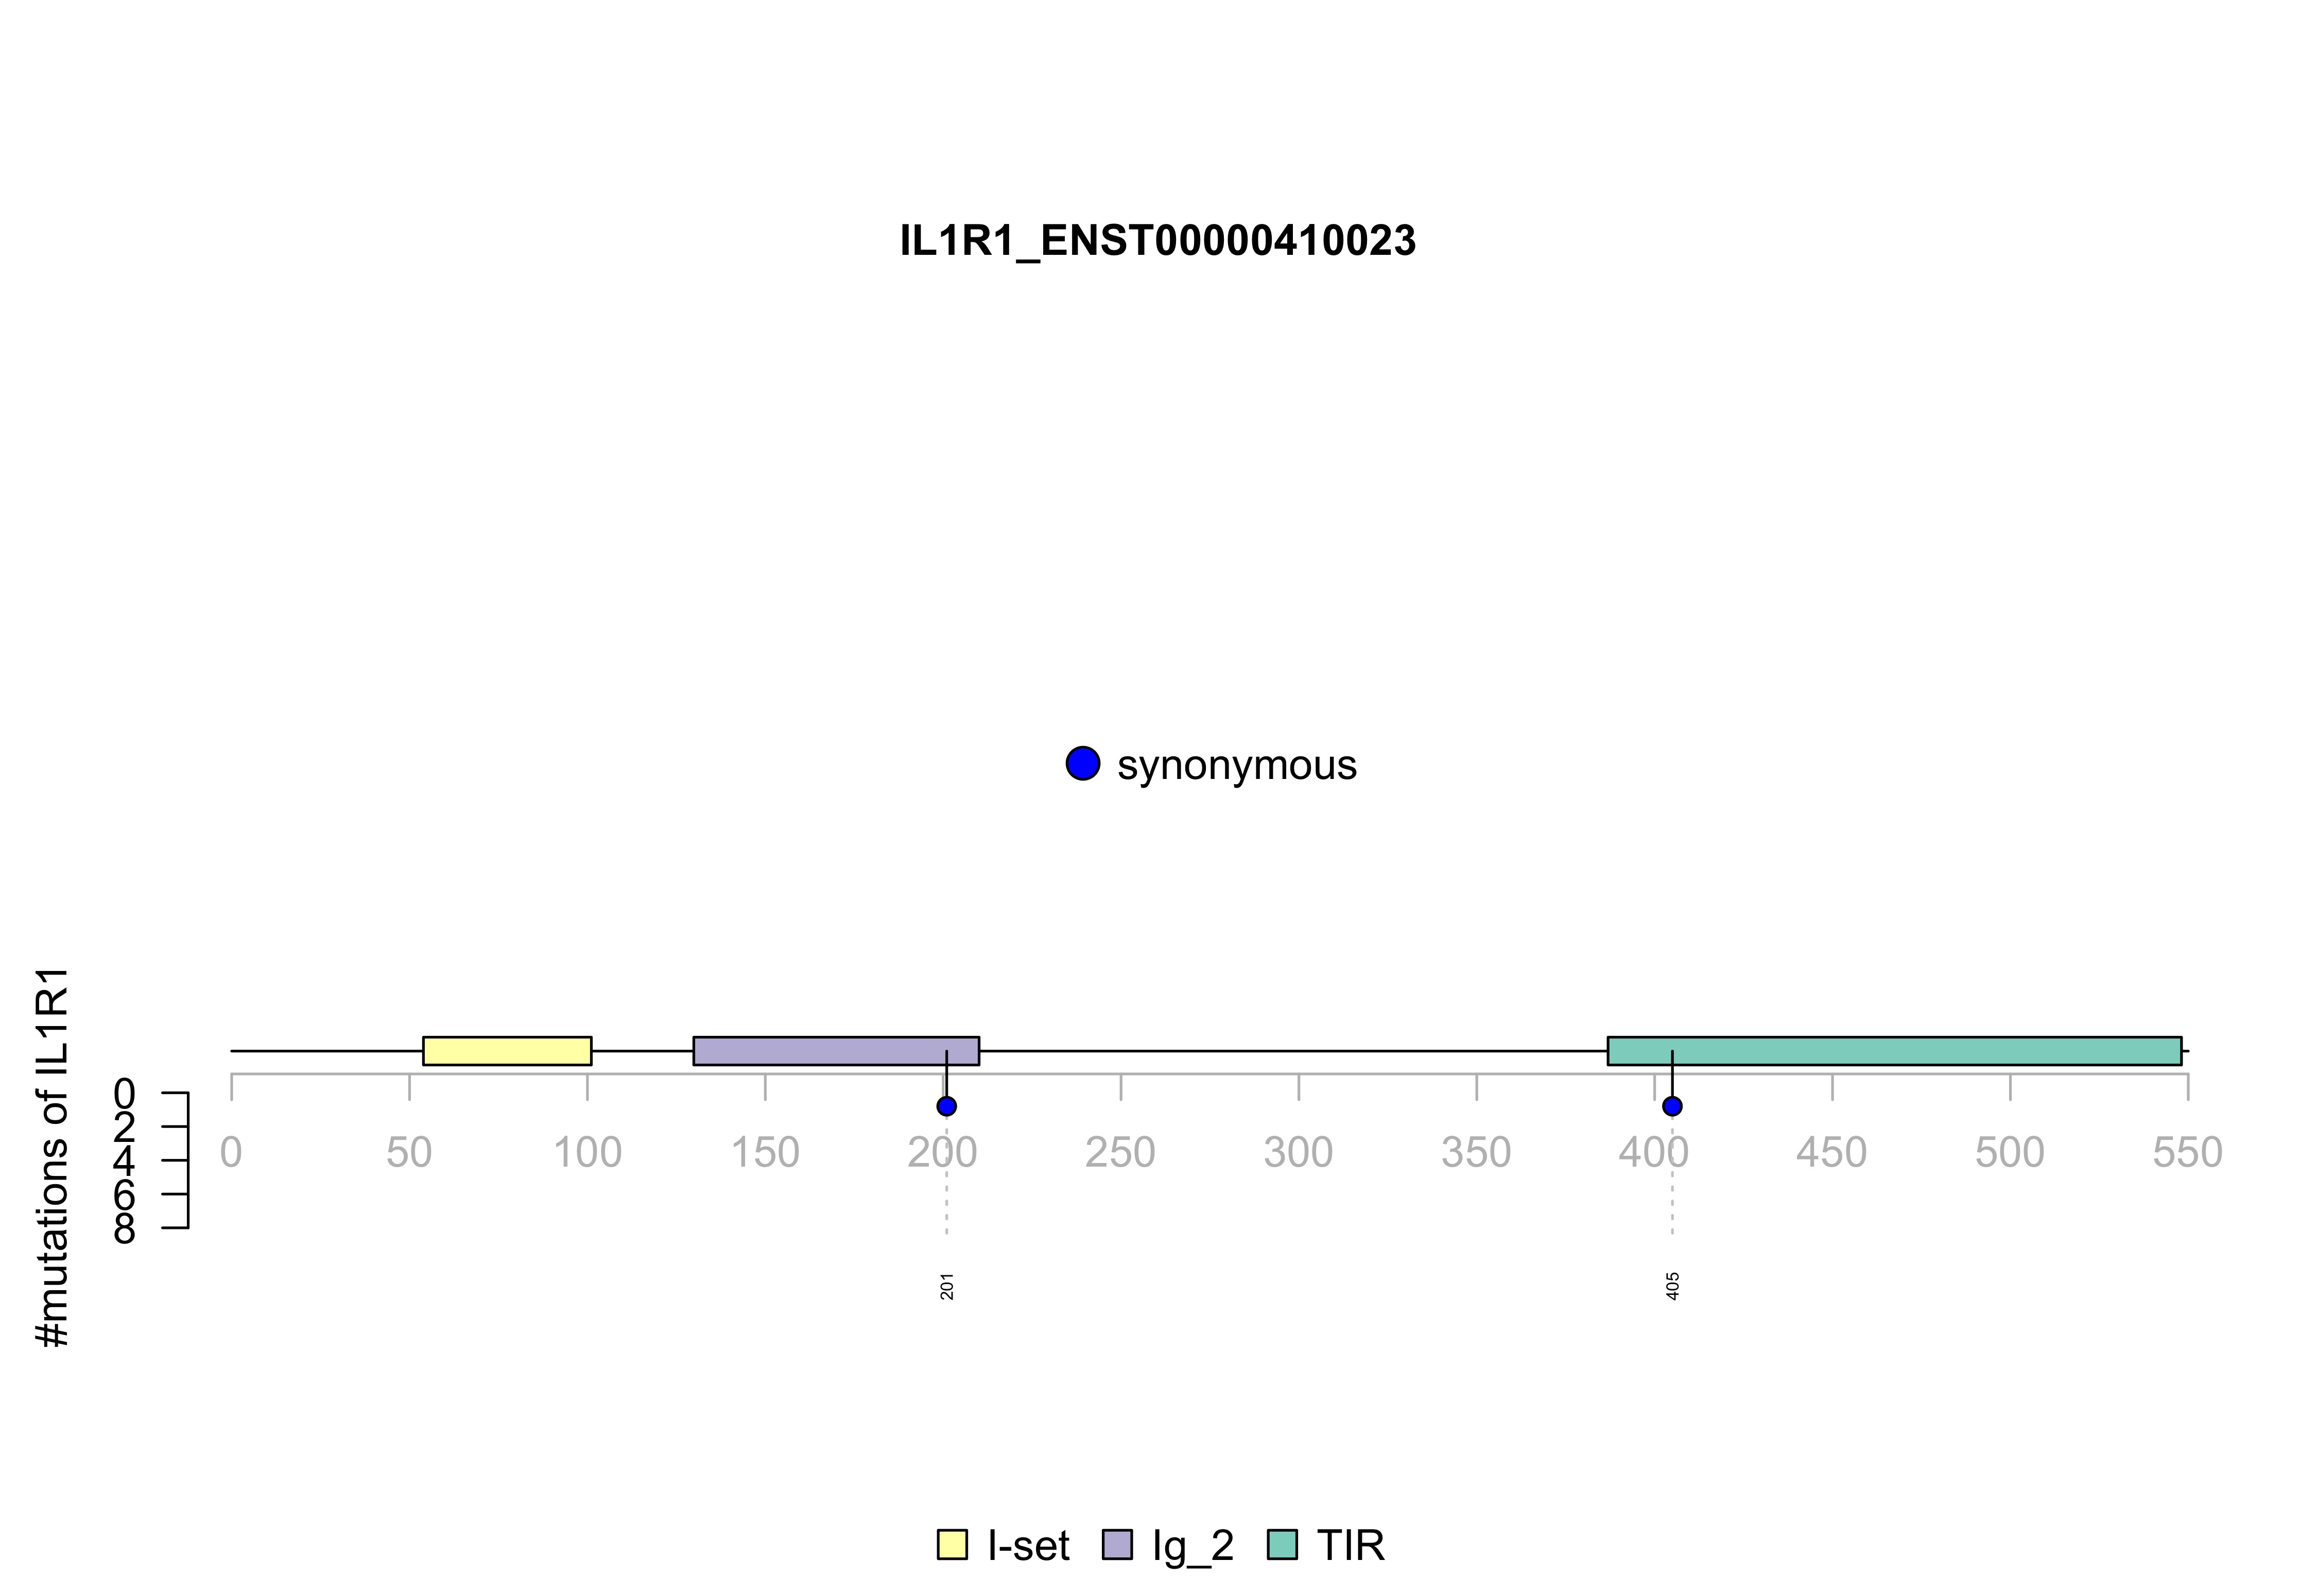 IL1R1_ENST00000410023
synonymous
#mutations of IL1R1
0
2
4
6
8
0 50 100 150 200 250 300 350 400 450 500 550
201 405
I-set Ig_2 TIR